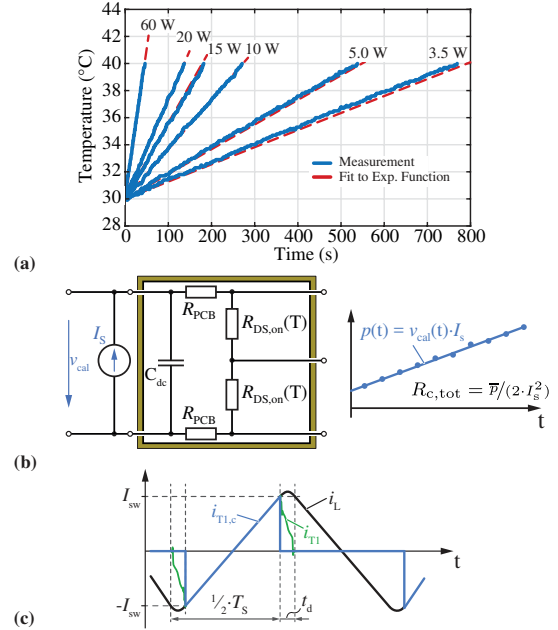 44
42
40
38
36
34
32
30
28
Temperature (°C)
60 W
20 W
15 W
10 W
5.0 W
3.5 W
Measurement
Fit to Exp. Function
0 100 200 300 400 500 600 700 800
Time (s)
(a)
I_S
v_cal
C_dc
R_PCB
R_DS,on(T)
R_DS,on(T)
R_PCB
p(t) = v_cal(t)·I_s
R_c,tot = p̅/(2·I_s²)
t
(b)
I_sw
-I_sw
i_T1,c
i_T1
i_L
t
½·T_S
t_d
(c)